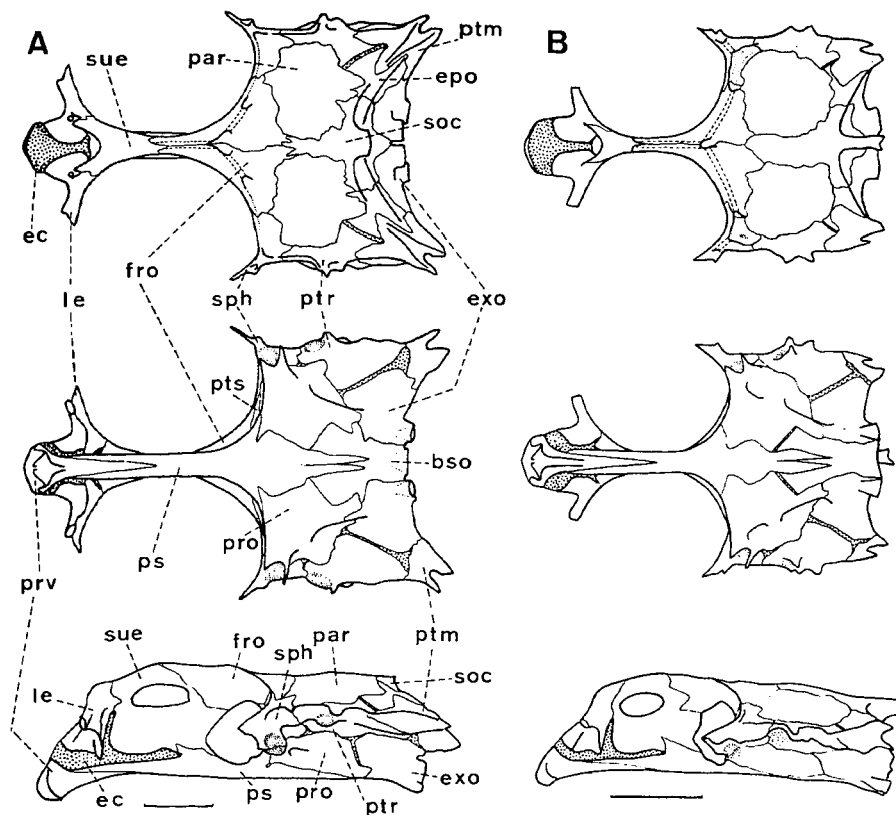 A
B
sue
par
ptm
epo
soc
ec
le
fro
sph
ptr
exo
pts
bso
pro
ps
prv
sue
fro
sph
par
ptm
soc
le
ec
ps
pro
ptr
exo